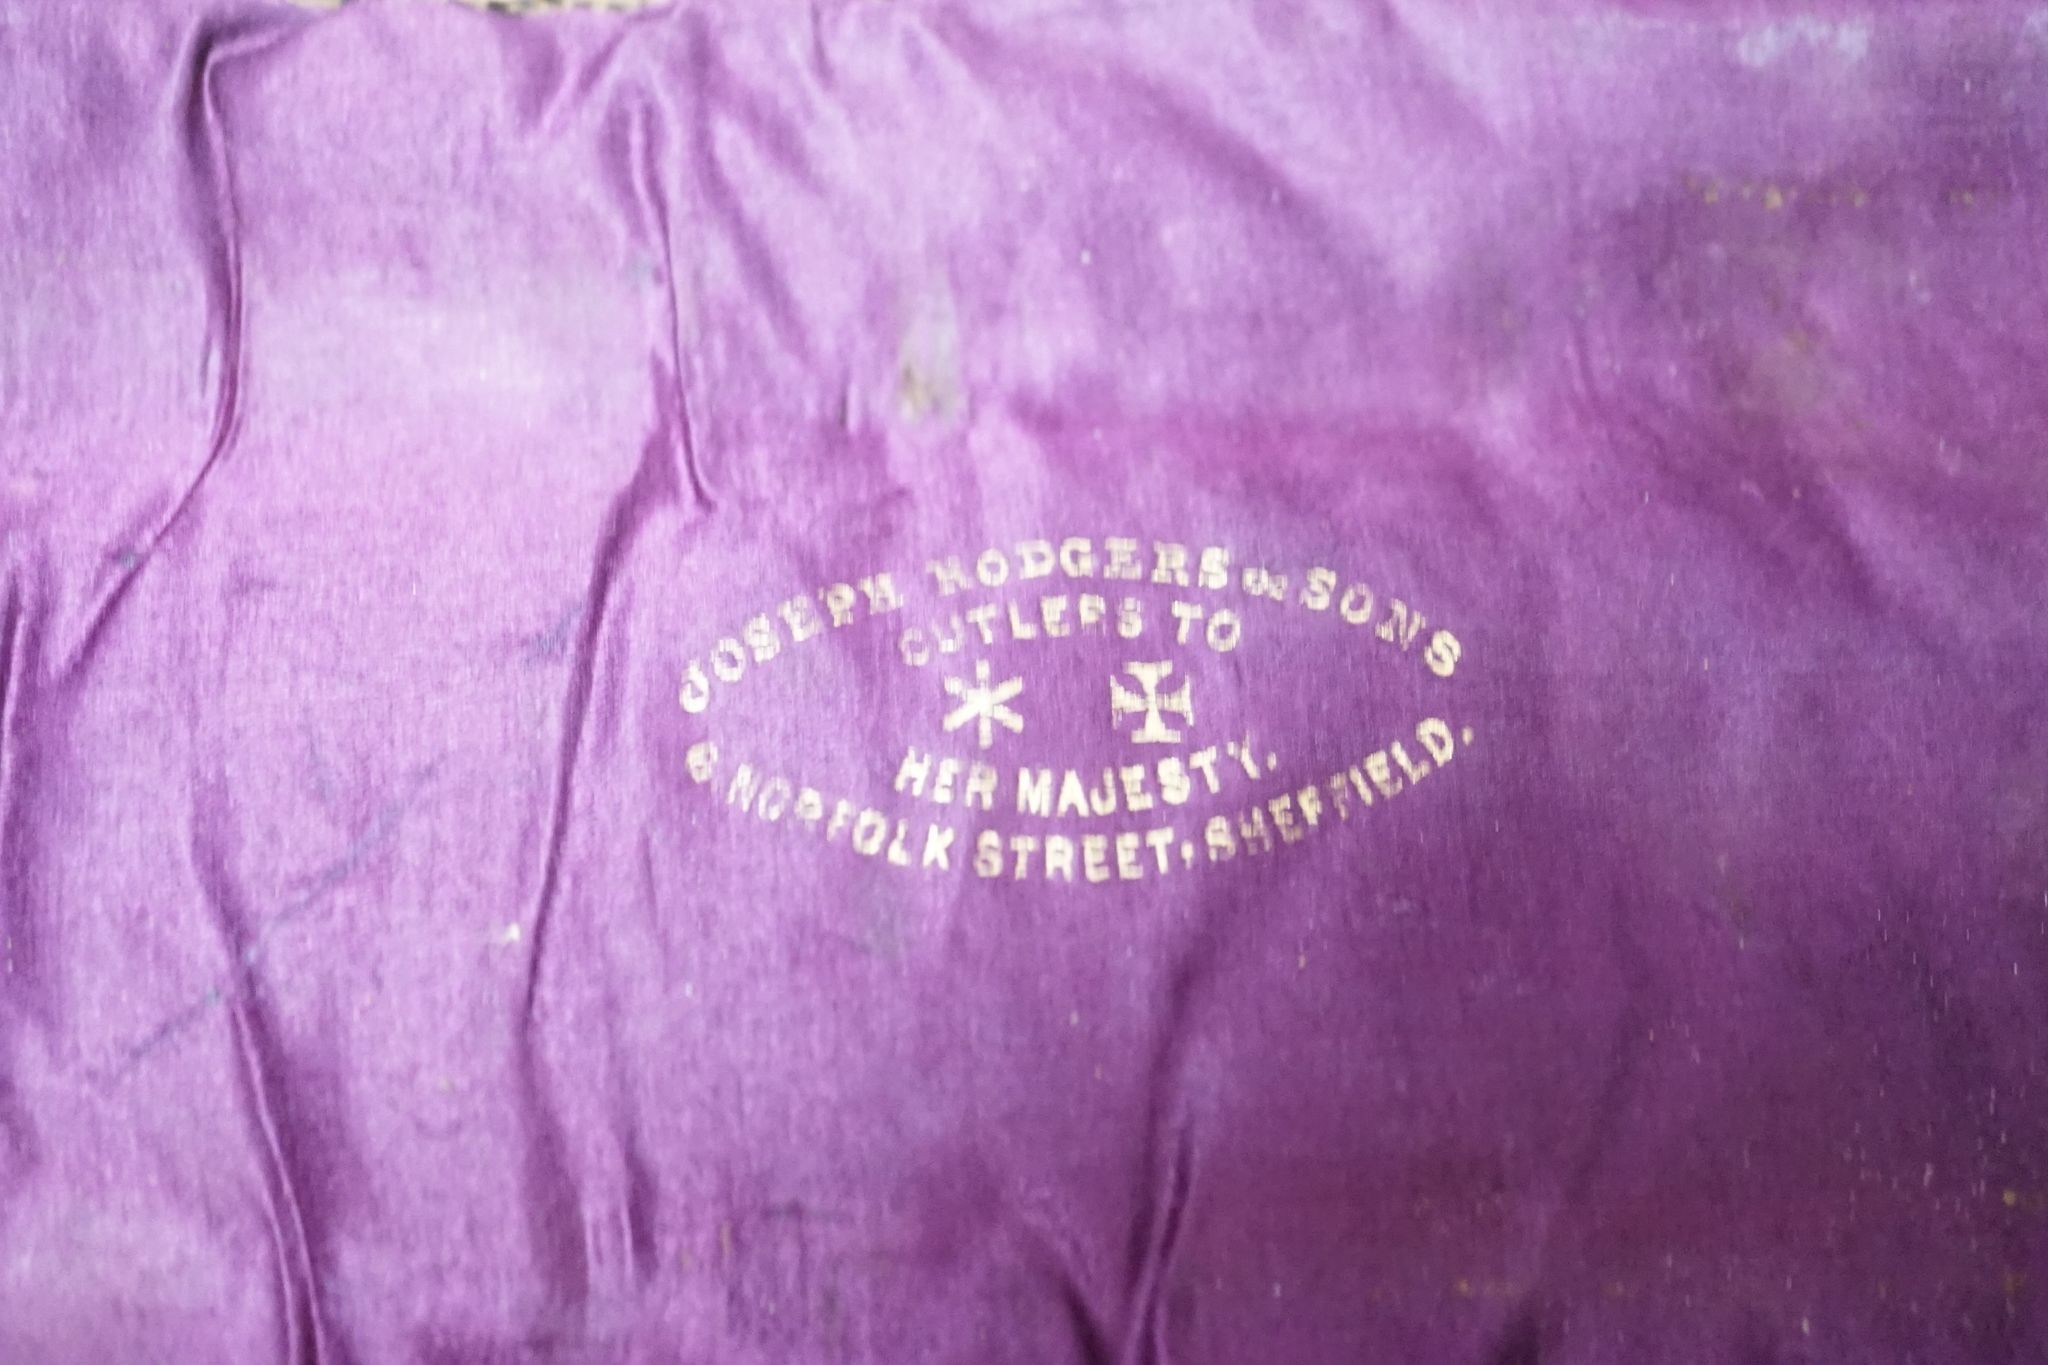 JOSEPH RODGERS & SONS
CUTLERS TO
HER MAJESTY.
6 NORFOLK STREET, SHEFFIELD.